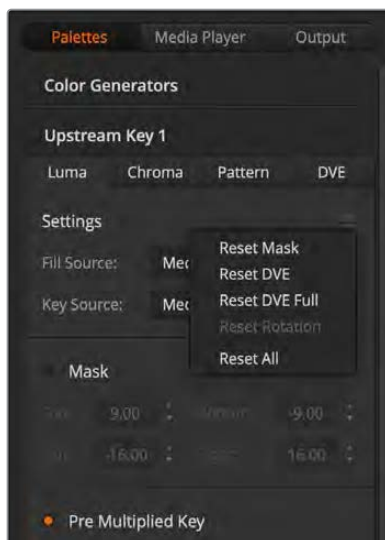 Palettes Media Player Output
Color Generators
Upstream Key 1
Luma Chroma Pattern DVE
Settings
Reset Mask
Reset DVE
Fill Source: Med
Reset DVE Full
Key Source: Med
Reset Rotation
Reset All
Mask
9.00 -9.00
-16.00 16.00
Pre Multiplied Key